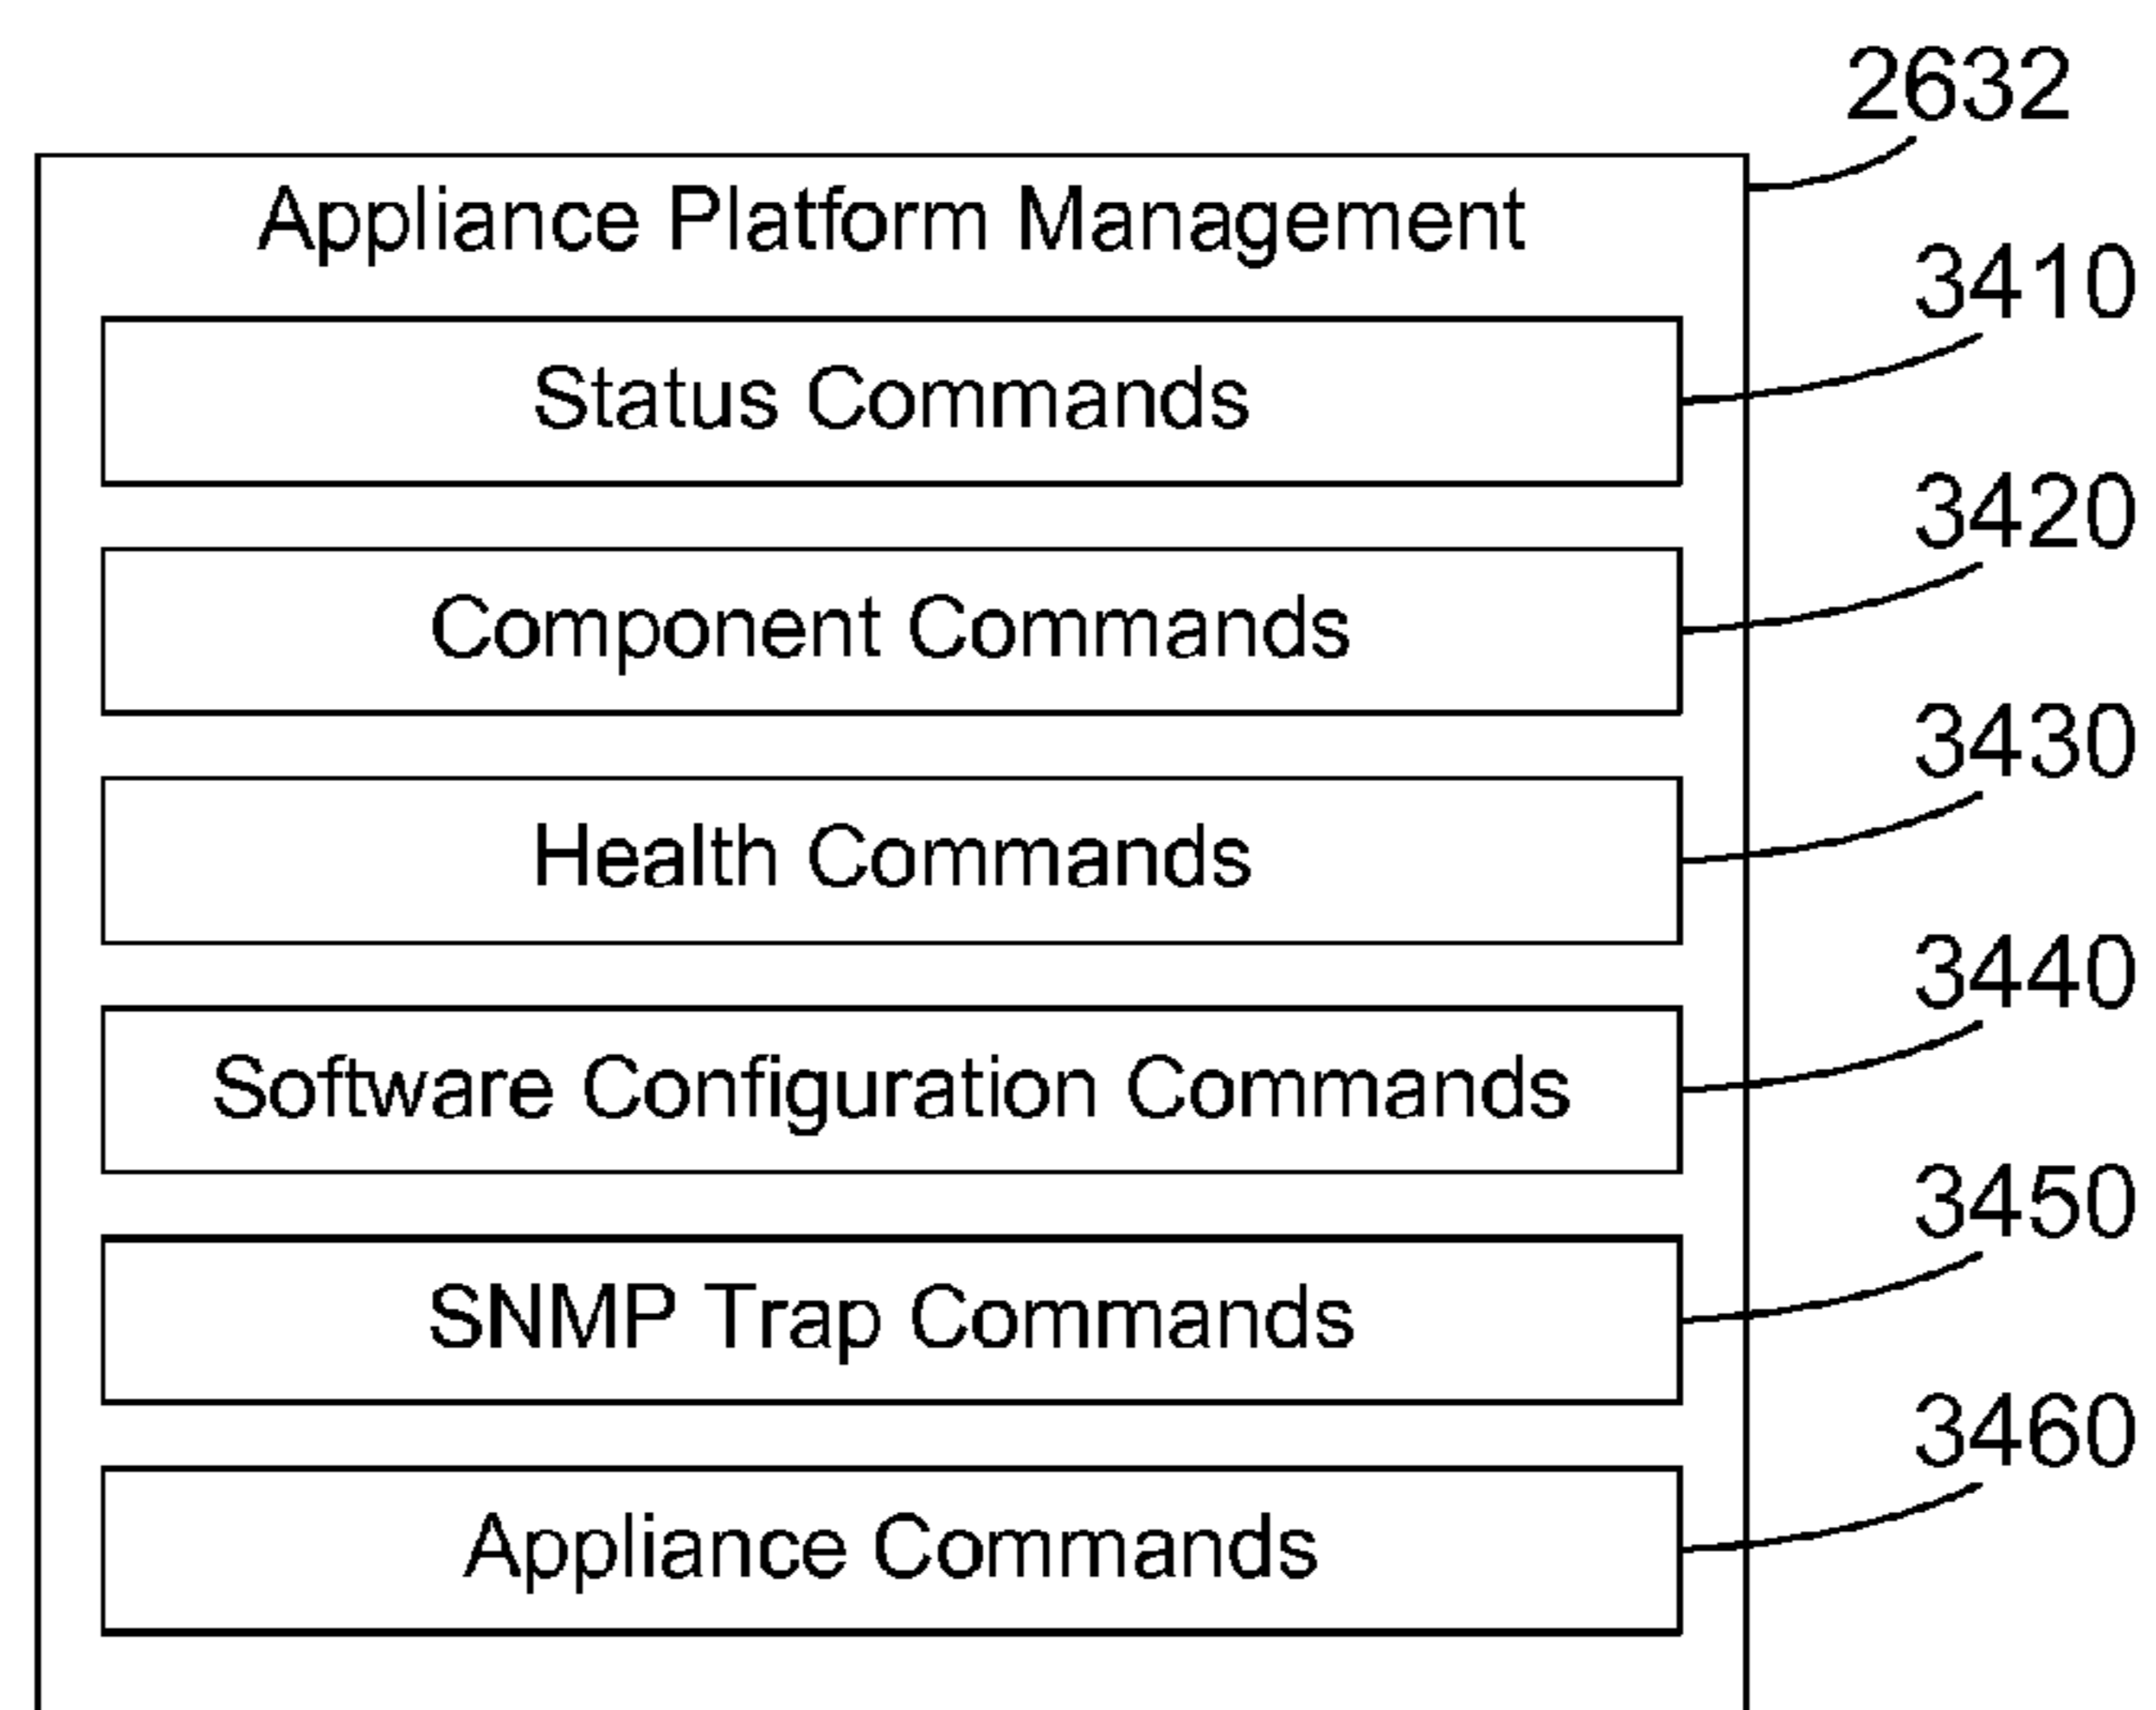 2632
Appliance Platform Management
3410
Status Commands
3420
Component Commands
3430
Health Commands
3440
Software Configuration Commands
3450
SNMP Trap Commands
3460
Appliance Commands